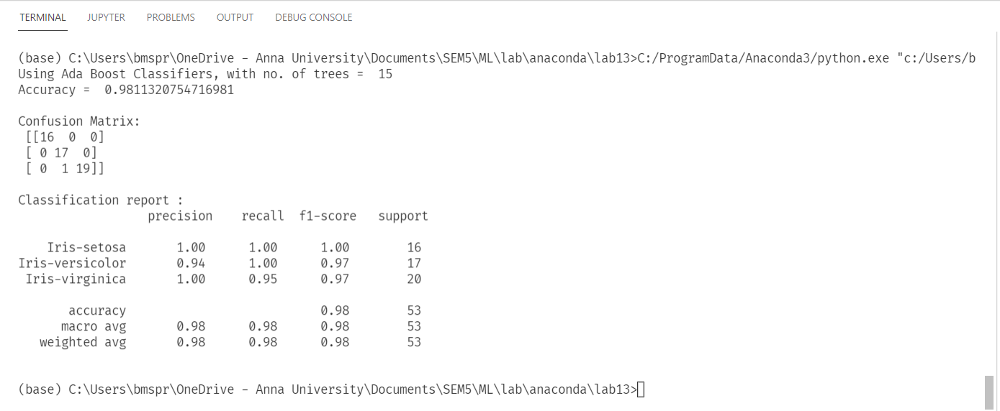 TERMINAL JUPYTER PROBLEMS OUTPUT DEBUG CONSOLE
(base) C:\Users\bmspr\OneDrive - Anna University\Documents\SEM5\ML\lab\anaconda\lab13>C:/ProgramData/Anaconda3/python.exe "c:/Users/b
Using Ada Boost Classifiers, with no. of trees =  15
Accuracy =  0.9811320754716981
Confusion Matrix:
 [[16  0  0]
 [ 0 17  0]
 [ 0  1 19]]
Classification report :
                  precision    recall  f1-score   support
    Iris-setosa       1.00      1.00      1.00        16
Iris-versicolor       0.94      1.00      0.97        17
 Iris-virginica       1.00      0.95      0.97        20
       accuracy                           0.98        53
      macro avg       0.98      0.98      0.98        53
   weighted avg       0.98      0.98      0.98        53
(base) C:\Users\bmspr\OneDrive - Anna University\Documents\SEM5\ML\lab\anaconda\lab13>